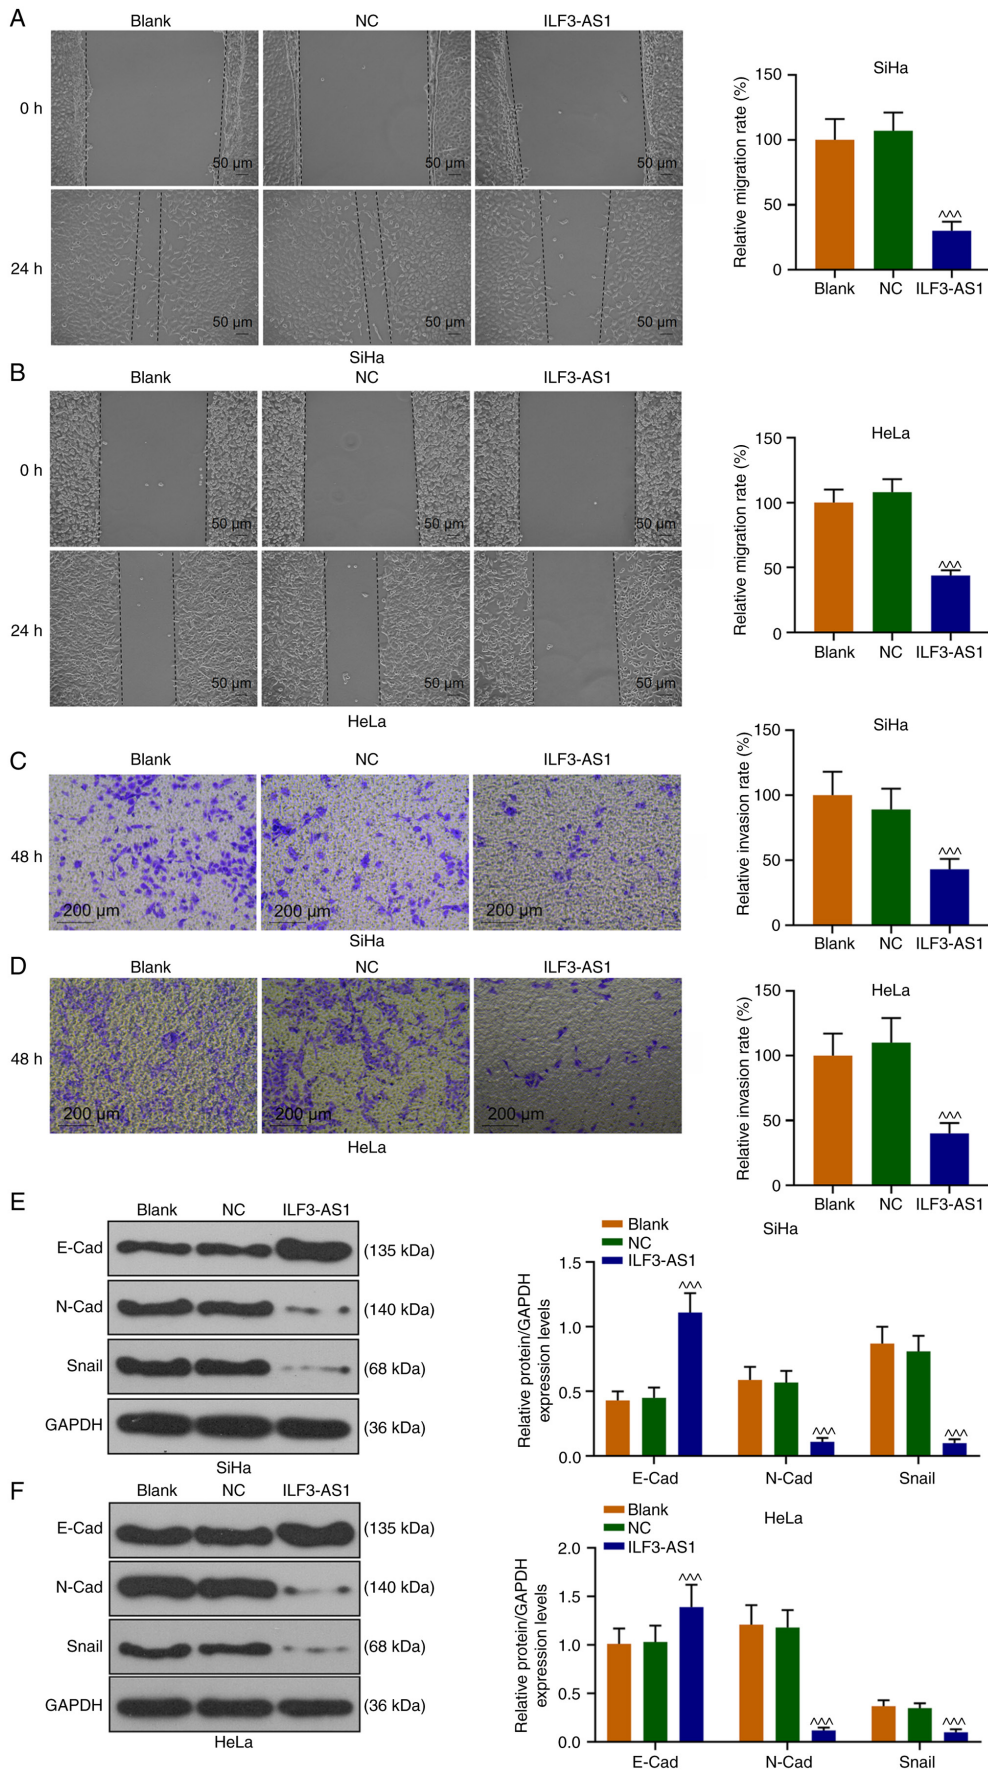 A
Blank NC ILF3-AS1
0 h
50 µm 50 µm 50 µm
24 h
50 µm 50 µm 50 µm
SiHa
SiHa
Relative migration rate (%)
150
100
50
0
^^^
Blank NC ILF3-AS1
B
Blank NC ILF3-AS1
0 h
50 µm 50 µm 50 µm
24 h
50 µm 50 µm 50 µm
HeLa
HeLa
Relative migration rate (%)
150
100
50
0
^^^
Blank NC ILF3-AS1
C
Blank NC ILF3-AS1
48 h
200 µm 200 µm 200 µm
SiHa
SiHa
Relative invasion rate (%)
150
100
50
0
^^^
Blank NC ILF3-AS1
D
Blank NC ILF3-AS1
48 h
200 µm 200 µm 200 µm
HeLa
HeLa
Relative invasion rate (%)
150
100
50
0
^^^
Blank NC ILF3-AS1
E
Blank NC ILF3-AS1
E-Cad (135 kDa)
N-Cad (140 kDa)
Snail (68 kDa)
GAPDH (36 kDa)
SiHa
SiHa
Blank
NC
ILF3-AS1
Relative protein/GAPDH
expression levels
1.5
1.0
0.5
0.0
^^^ ^^^ ^^^
E-Cad N-Cad Snail
F
Blank NC ILF3-AS1
E-Cad (135 kDa)
N-Cad (140 kDa)
Snail (68 kDa)
GAPDH (36 kDa)
HeLa
HeLa
Blank
NC
ILF3-AS1
Relative protein/GAPDH
expression levels
2.0
1.5
1.0
0.5
0.0
^^^ ^^^ ^^^
E-Cad N-Cad Snail